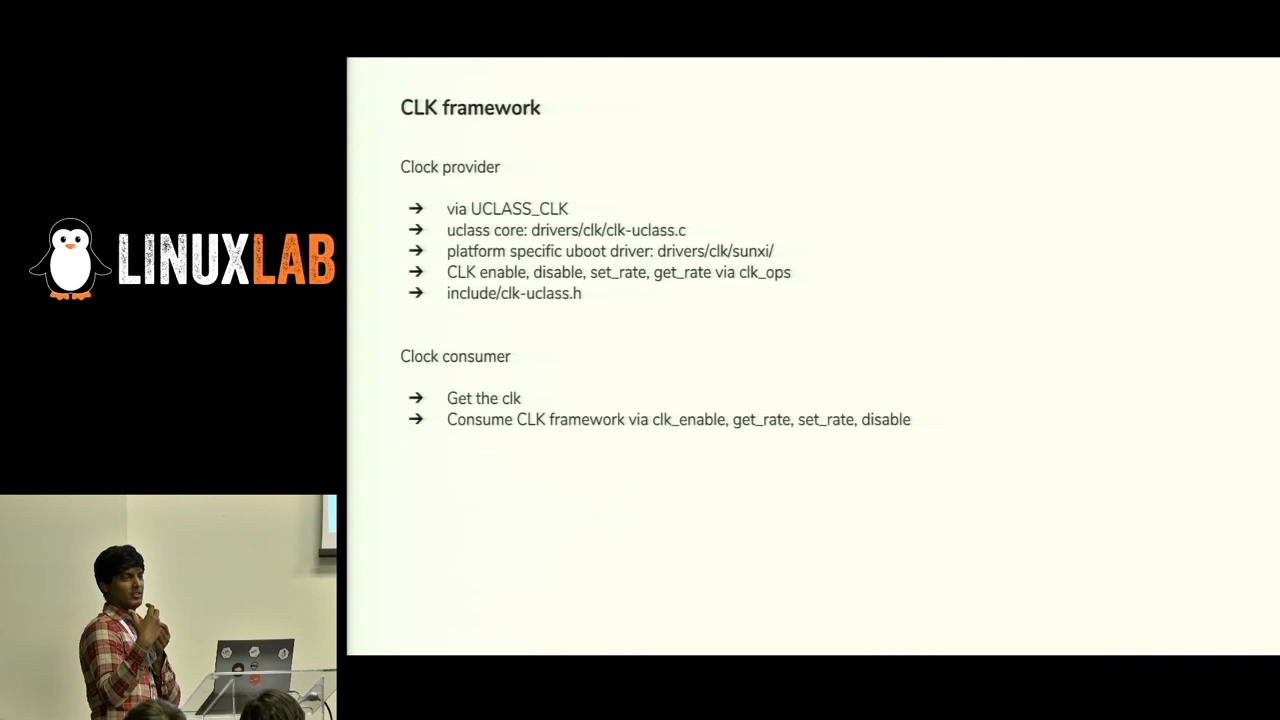 LINUXLAB
CLK framework
Clock provider
➔ via UCLASS_CLK
➔ uclass core: drivers/clk/clk-uclass.c
➔ platform specific uboot driver: drivers/clk/sunxi/
➔ CLK enable, disable, set_rate, get_rate via clk_ops
➔ include/clk-uclass.h
Clock consumer
➔ Get the clk
➔ Consume CLK framework via clk_enable, get_rate, set_rate, disable